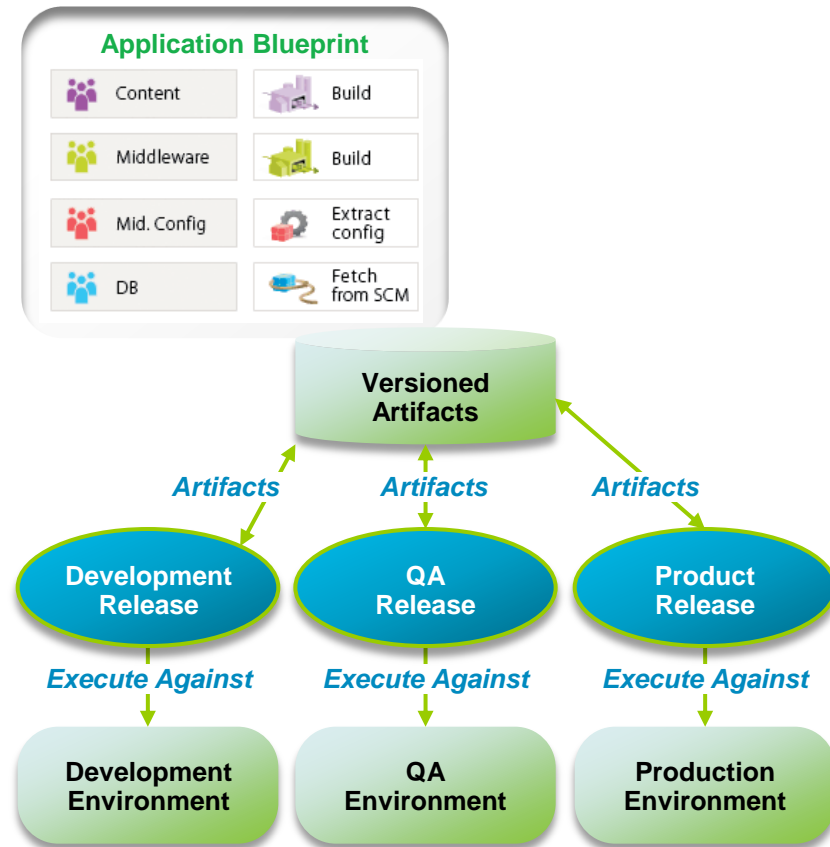 Application Blueprint
Content
Build
Middleware
Build
Mid. Config
Extract
config
DB
Fetch
from SCM
Versioned
Artifacts
Artifacts
Artifacts
Artifacts
Development
Release
QA
Release
Product
Release
Execute Against
Execute Against
Execute Against
Development
Environment
QA
Environment
Production
Environment